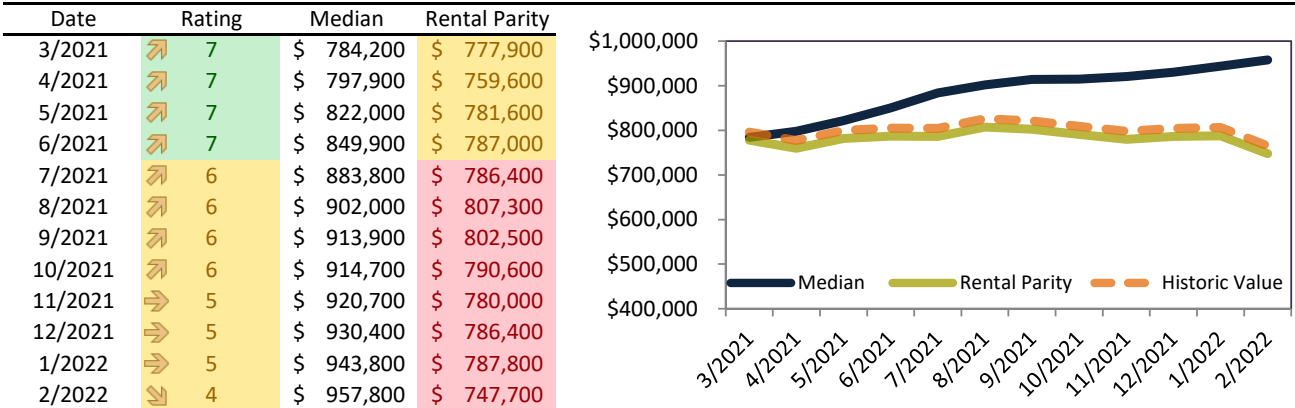 Date Rating Median Rental Parity
3/2021 7 $ 784,200 $ 777,900
4/2021 7 $ 797,900 $ 759,600
5/2021 7 $ 822,000 $ 781,600
6/2021 7 $ 849,900 $ 787,000
7/2021 6 $ 883,800 $ 786,400
8/2021 6 $ 902,000 $ 807,300
9/2021 6 $ 913,900 $ 802,500
10/2021 6 $ 914,700 $ 790,600
11/2021 5 $ 920,700 $ 780,000
12/2021 5 $ 930,400 $ 786,400
1/2022 5 $ 943,800 $ 787,800
2/2022 4 $ 957,800 $ 747,700
$1,000,000
$900,000
$800,000
$700,000
$600,000
$500,000
$400,000
Median Rental Parity Historic Value
3/2021 4/2021 5/2021 6/2021 7/2021 8/2021 9/2021 10/2021 11/2021 12/2021 1/2022 2/2022